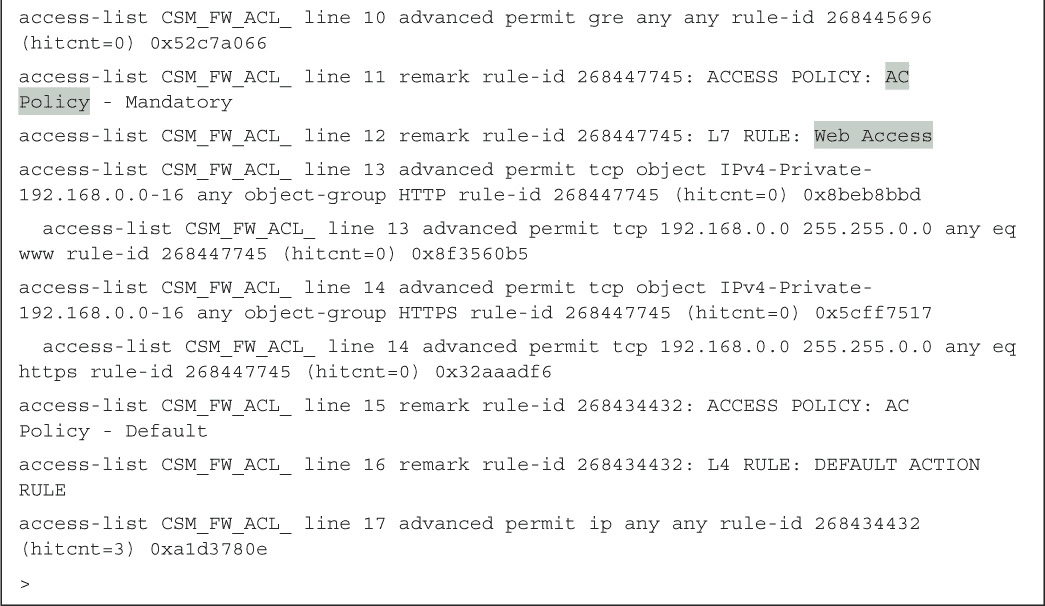 access-list CSM_FW_ACL_ line 10 advanced permit gre any any rule-id 268445696
(hitcnt=0) 0x52c7a066
access-list CSM_FW_ACL_ line 11 remark rule-id 268447745: ACCESS POLICY: AC
Policy - Mandatory
access-list CSM_FW_ACL_ line 12 remark rule-id 268447745: L7 RULE: Web Access
access-list CSM_FW_ACL_ line 13 advanced permit tcp object IPv4-Private-
192.168.0.0-16 any object-group HTTP rule-id 268447745 (hitcnt=0) 0x8beb8bbd
access-list CSM_FW_ACL_ line 13 advanced permit tcp 192.168.0.0 255.255.0.0 any eq
www rule-id 268447745 (hitcnt=0) 0x8f3560b5
access-list CSM_FW_ACL_ line 14 advanced permit tcp object IPv4-Private-
192.168.0.0-16 any object-group HTTPS rule-id 268447745 (hitcnt=0) 0x5cff7517
access-list CSM_FW_ACL_ line 14 advanced permit tcp 192.168.0.0 255.255.0.0 any eq
https rule-id 268447745 (hitcnt=0) 0x32aaadf6
access-list CSM_FW_ACL_ line 15 remark rule-id 268434432: ACCESS POLICY: AC
Policy - Default
access-list CSM_FW_ACL_ line 16 remark rule-id 268434432: L4 RULE: DEFAULT ACTION
RULE
access-list CSM_FW_ACL_ line 17 advanced permit ip any any rule-id 268434432
(hitcnt=3) 0xa1d3780e
>